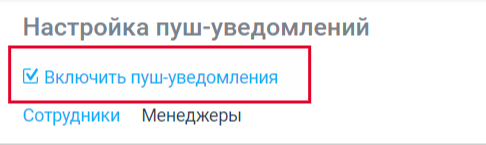 Настройка пуш-уведомлений
Включить пуш-уведомления
Сотрудники Менеджеры